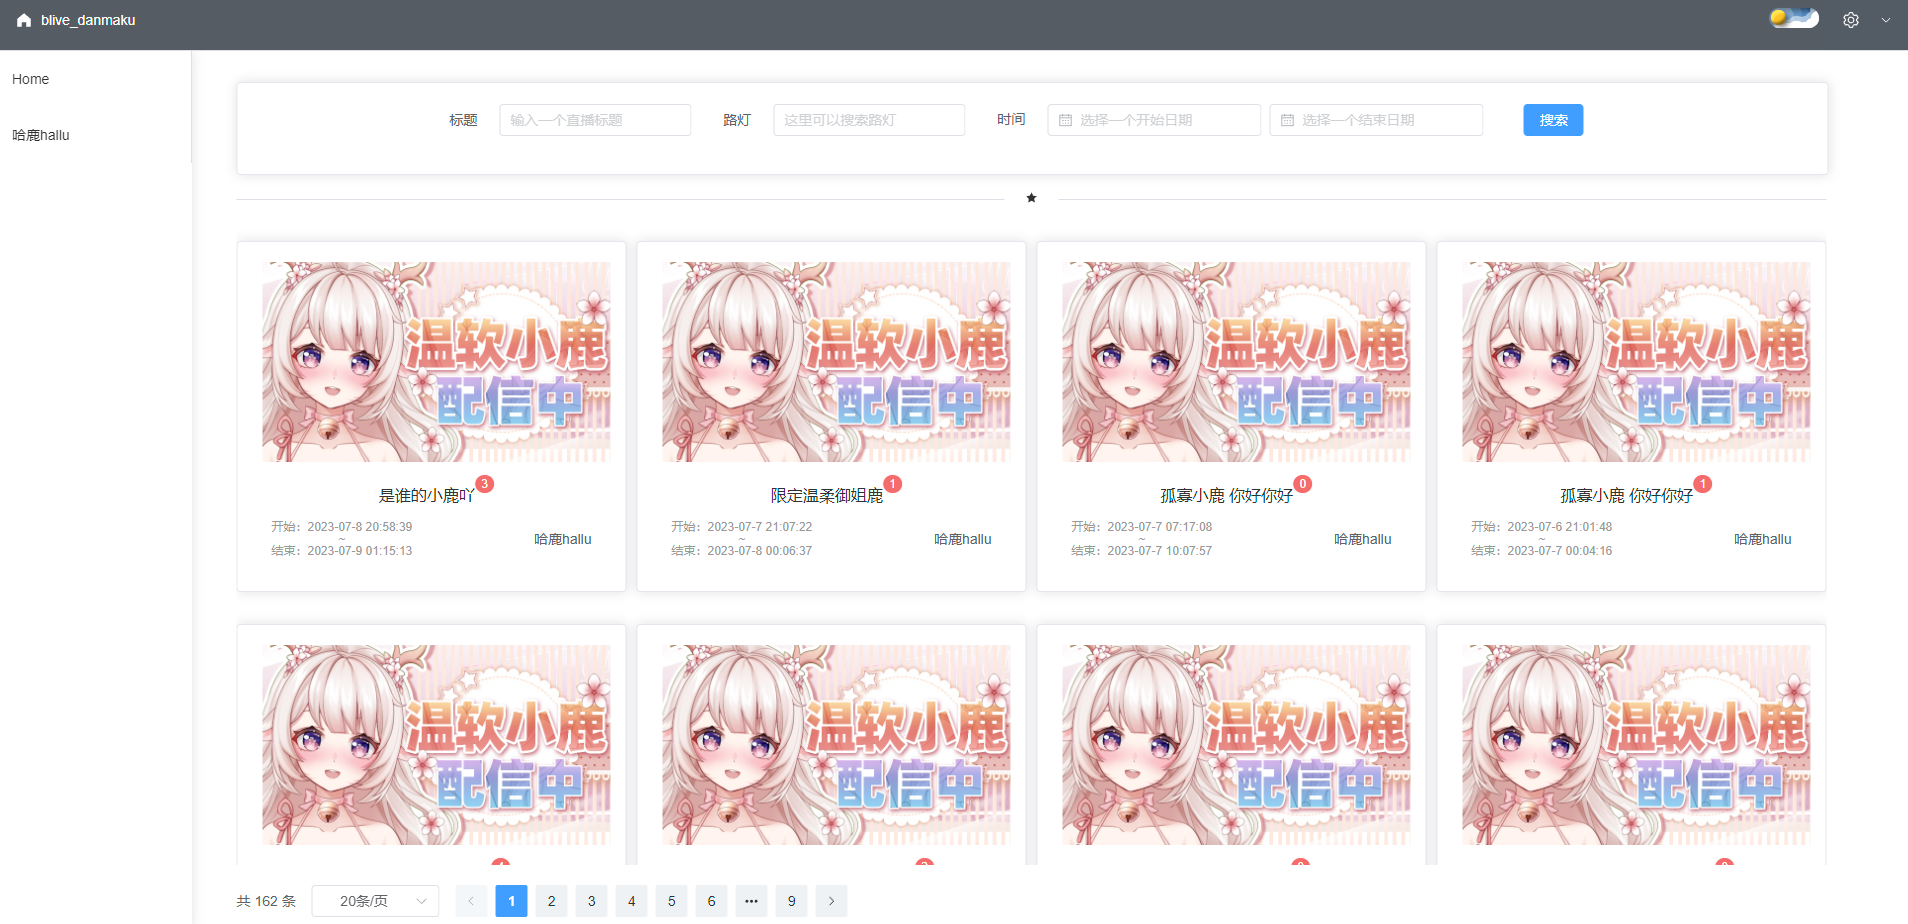 blive_danmaku
Home
哈鹿hallu
标题 输入一个直播标题 路灯 这里可以搜索路灯 时间 选择一个开始日期 选择一个结束日期 搜索
温软小鹿 温软小鹿 温软小鹿 温软小鹿
配信中 配信中 配信中 配信中
是谁的小鹿吖 3 限定温柔御姐鹿 1 孤寡小鹿 你好你好 0 孤寡小鹿 你好你好 1
开始：2023-07-8 20:58:39 开始：2023-07-7 21:07:22 开始：2023-07-7 07:17:08 开始：2023-07-6 21:01:48
~ 哈鹿hallu ~ 哈鹿hallu ~ 哈鹿hallu ~ 哈鹿hallu
结束：2023-07-9 01:15:13 结束：2023-07-8 00:06:37 结束：2023-07-7 10:07:57 结束：2023-07-7 00:04:16
温软小鹿 温软小鹿 温软小鹿 温软小鹿
配信中 配信中 配信中 配信中
共 162 条 20条/页 1 2 3 4 5 6 ••• 9